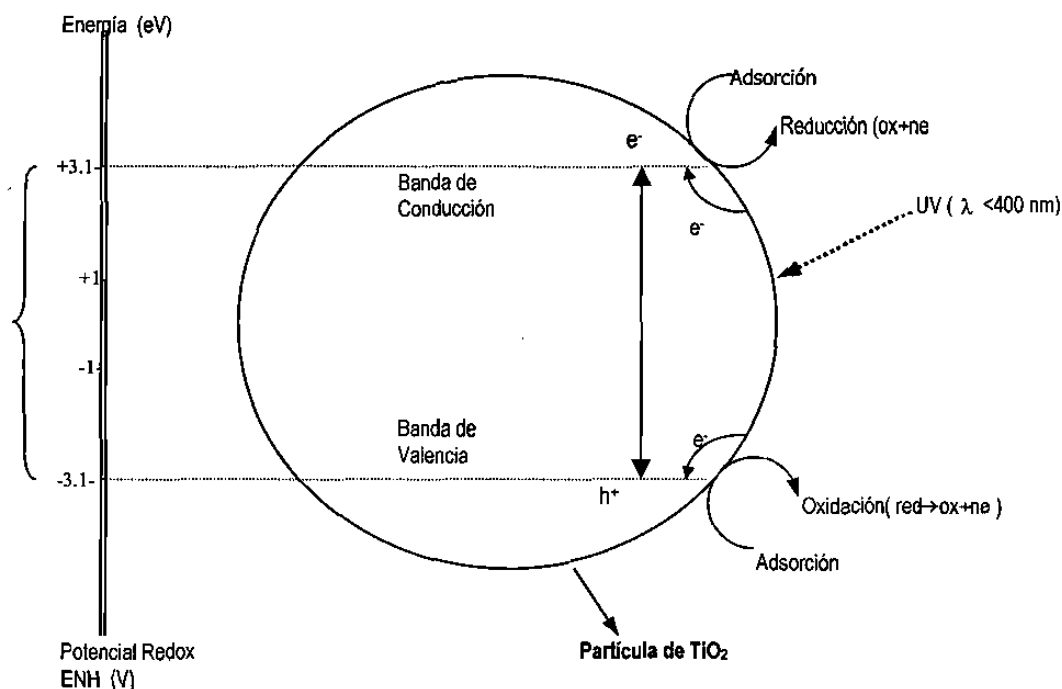 Energía (eV)
Adsorción
Reducción (ox+ne
e-
+3.1
Banda de
Conducción
e-
UV ( λ <400 nm)
+1
-1
Banda de
Valencia
e-
-3.1-
h+
Oxidación( red→ox+ne )
Adsorción
Potencial Redox
ENH (V)
Partícula de TiO₂